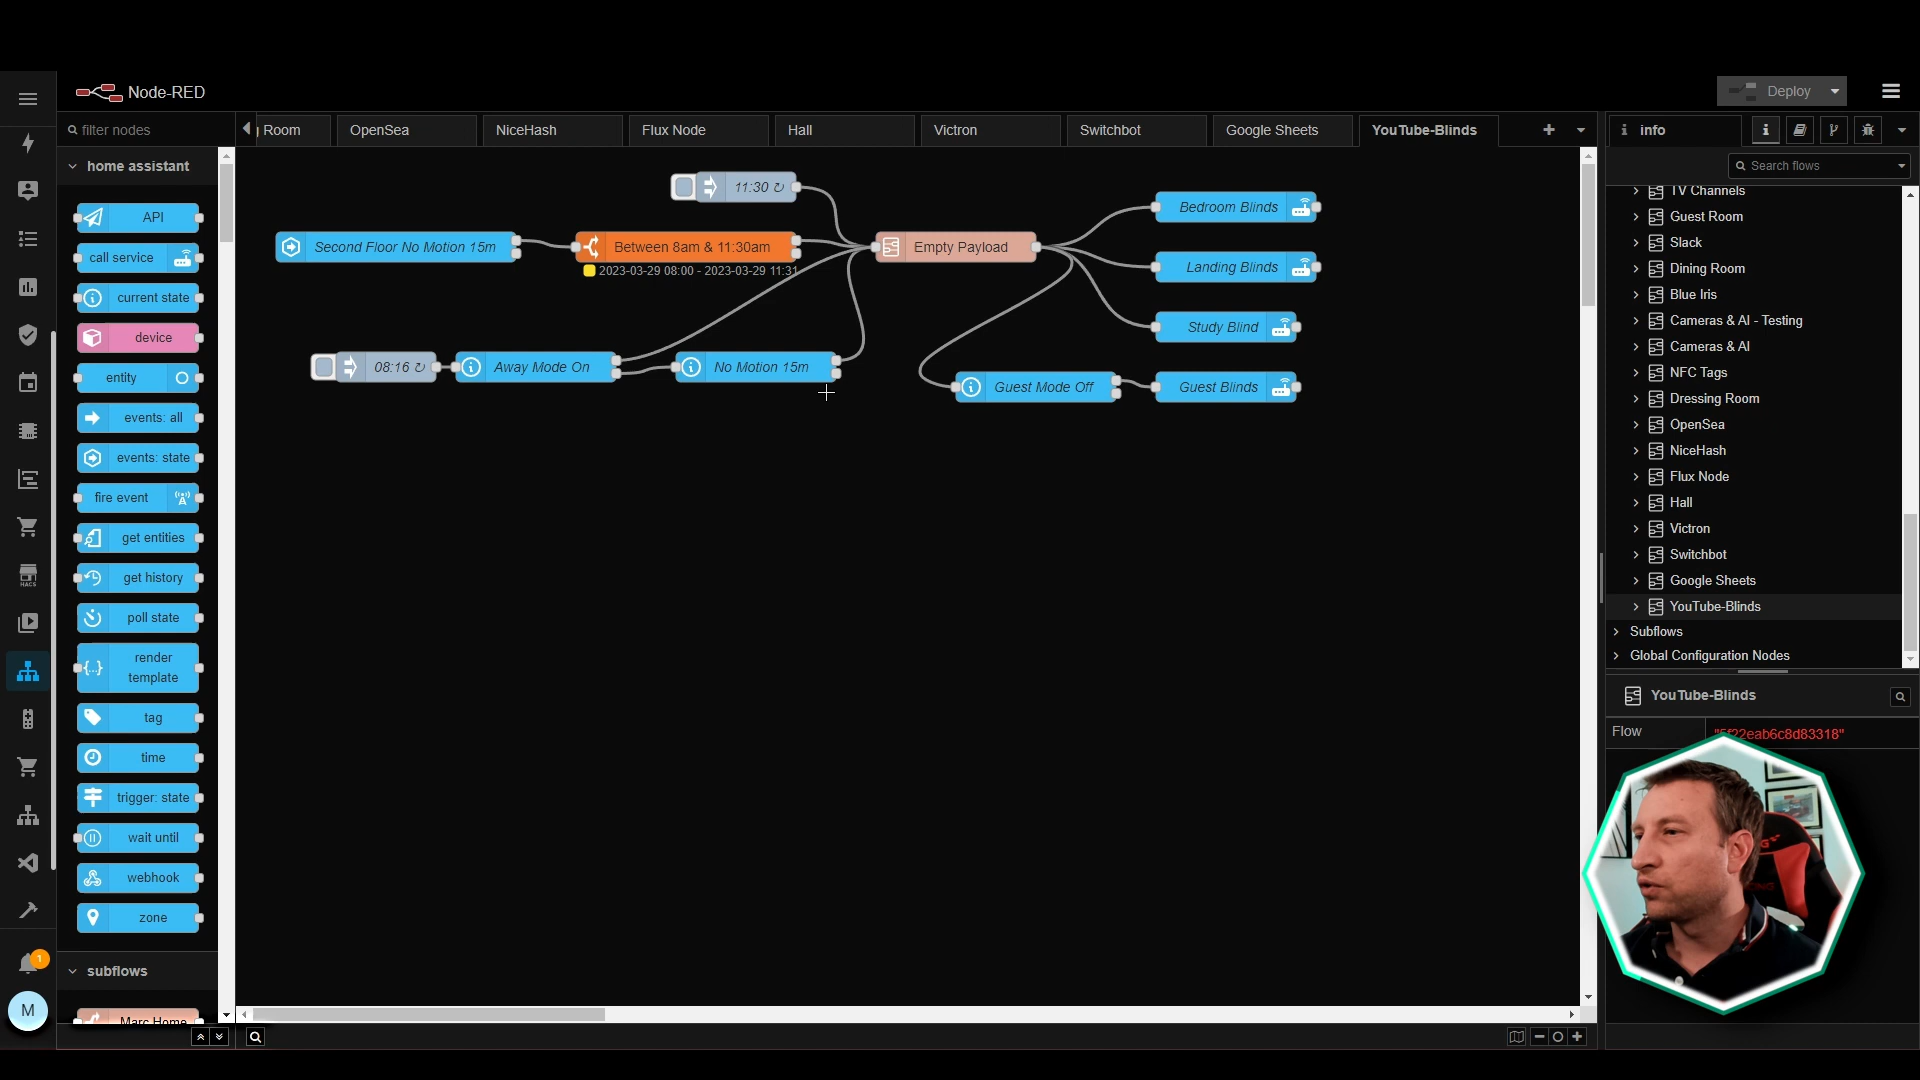 Node-RED
Deploy
filter nodes
Room
OpenSea
NiceHash
Flux Node
Hall
Victron
Switchbot
Google Sheets
YouTube-Blinds
info
Search flows
home assistant
API
call service
current state
device
entity
events: all
events: state
fire event
get entities
get history
poll state
render
template
tag
time
trigger: state
wait until
webhook
zone
subflows
Marc Home
HACS
1
M
11:30 ↻
Second Floor No Motion 15m
Between 8am & 11:30am
2023-03-29 08:00 - 2023-03-29 11:31
Empty Payload
Bedroom Blinds
Landing Blinds
Study Blind
08:16 ↻
Away Mode On
No Motion 15m
Guest Mode Off
Guest Blinds
TV Channels
Guest Room
Slack
Dining Room
Blue Iris
Cameras & AI - Testing
Cameras & AI
NFC Tags
Dressing Room
OpenSea
NiceHash
Flux Node
Hall
Victron
Switchbot
Google Sheets
YouTube-Blinds
Subflows
Global Configuration Nodes
YouTube-Blinds
Flow
"5f22eab6c8d83318"